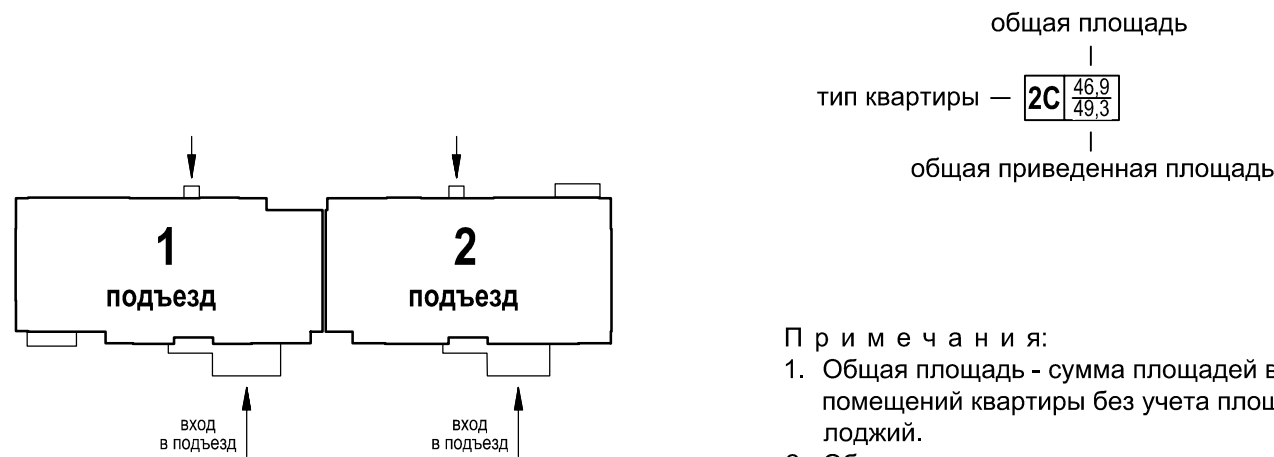 общая площадь
тип квартиры — 2С 46,9
49,3
общая приведенная площадь
1
подъезд
2
подъезд
вход
в подъезд
вход
в подъезд
Примечания:
1. Общая площадь - сумма площадей
помещений квартиры без учета
лоджий.